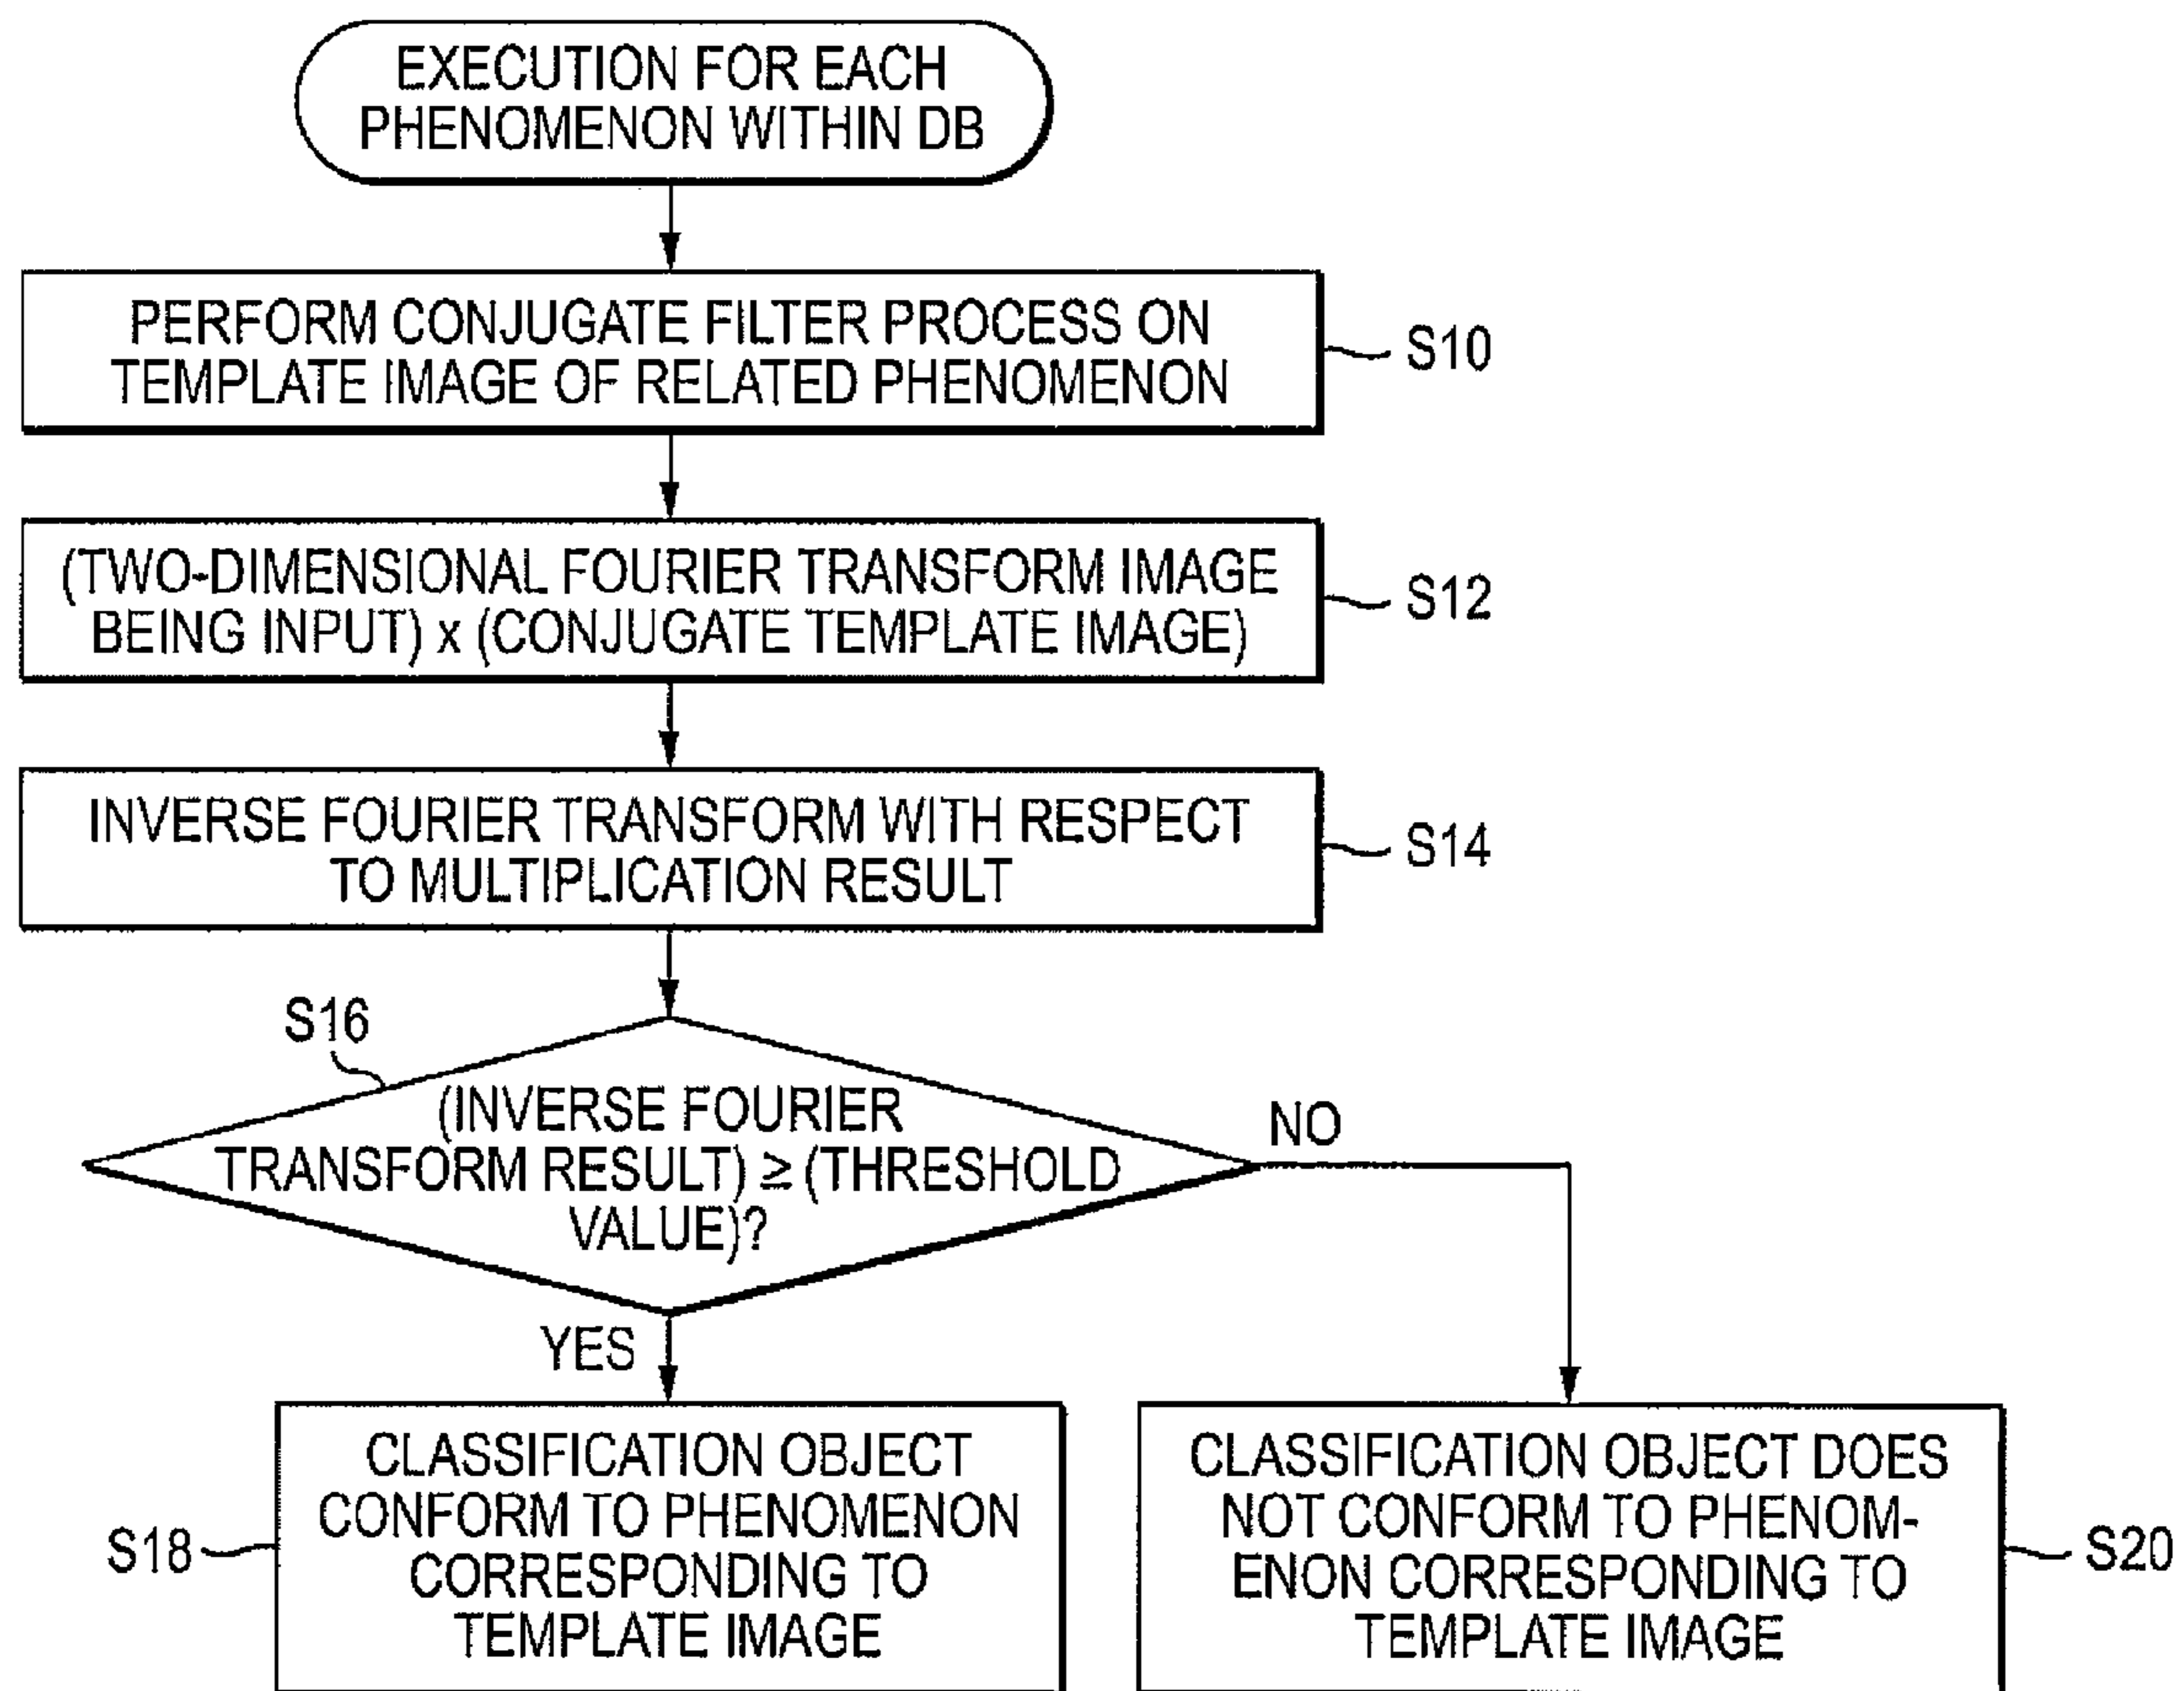 EXECUTION FOR EACH
PHENOMENON WITHIN DB
PERFORM CONJUGATE FILTER PROCESS ON
TEMPLATE IMAGE OF RELATED PHENOMENON
S10
(TWO-DIMENSIONAL FOURIER TRANSFORM IMAGE
BEING INPUT) x (CONJUGATE TEMPLATE IMAGE)
S12
INVERSE FOURIER TRANSFORM WITH RESPECT
TO MULTIPLICATION RESULT
S14
S16
(INVERSE FOURIER
TRANSFORM RESULT) ≥ (THRESHOLD
VALUE)?
NO
YES
CLASSIFICATION OBJECT
CONFORM TO PHENOMENON
CORRESPONDING TO
TEMPLATE IMAGE
S18
CLASSIFICATION OBJECT DOES
NOT CONFORM TO PHENOM-
ENON CORRESPONDING TO
TEMPLATE IMAGE
S20